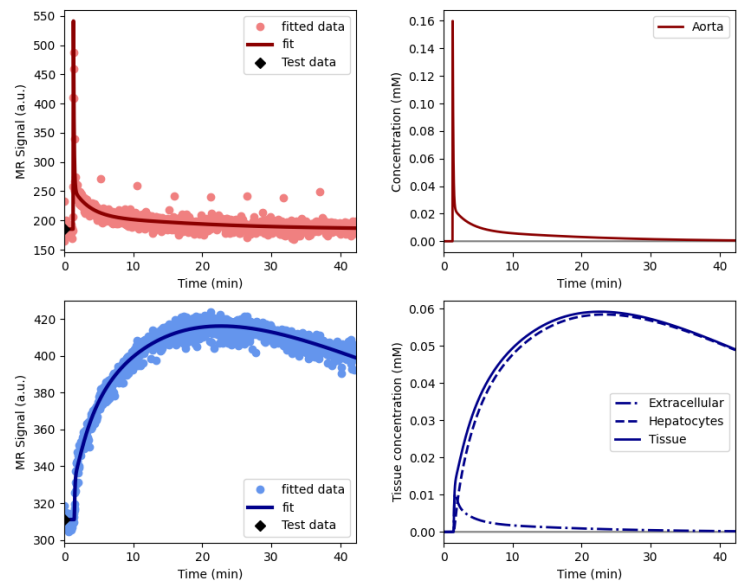 550
500
450
400
350
300
250
200
150
MR Signal (a.u.)
fitted data
fit
Test data
0 10 20 30 40
Time (min)
0.16
0.14
0.12
0.10
0.08
0.06
0.04
0.02
0.00
Concentration (mM)
Aorta
0 10 20 30 40
Time (min)
420
400
380
360
340
320
300
MR Signal (a.u.)
fitted data
fit
Test data
0 10 20 30 40
Time (min)
0.06
0.05
0.04
0.03
0.02
0.01
0.00
Tissue concentration (mM)
Extracellular
Hepatocytes
Tissue
0 10 20 30 40
Time (min)